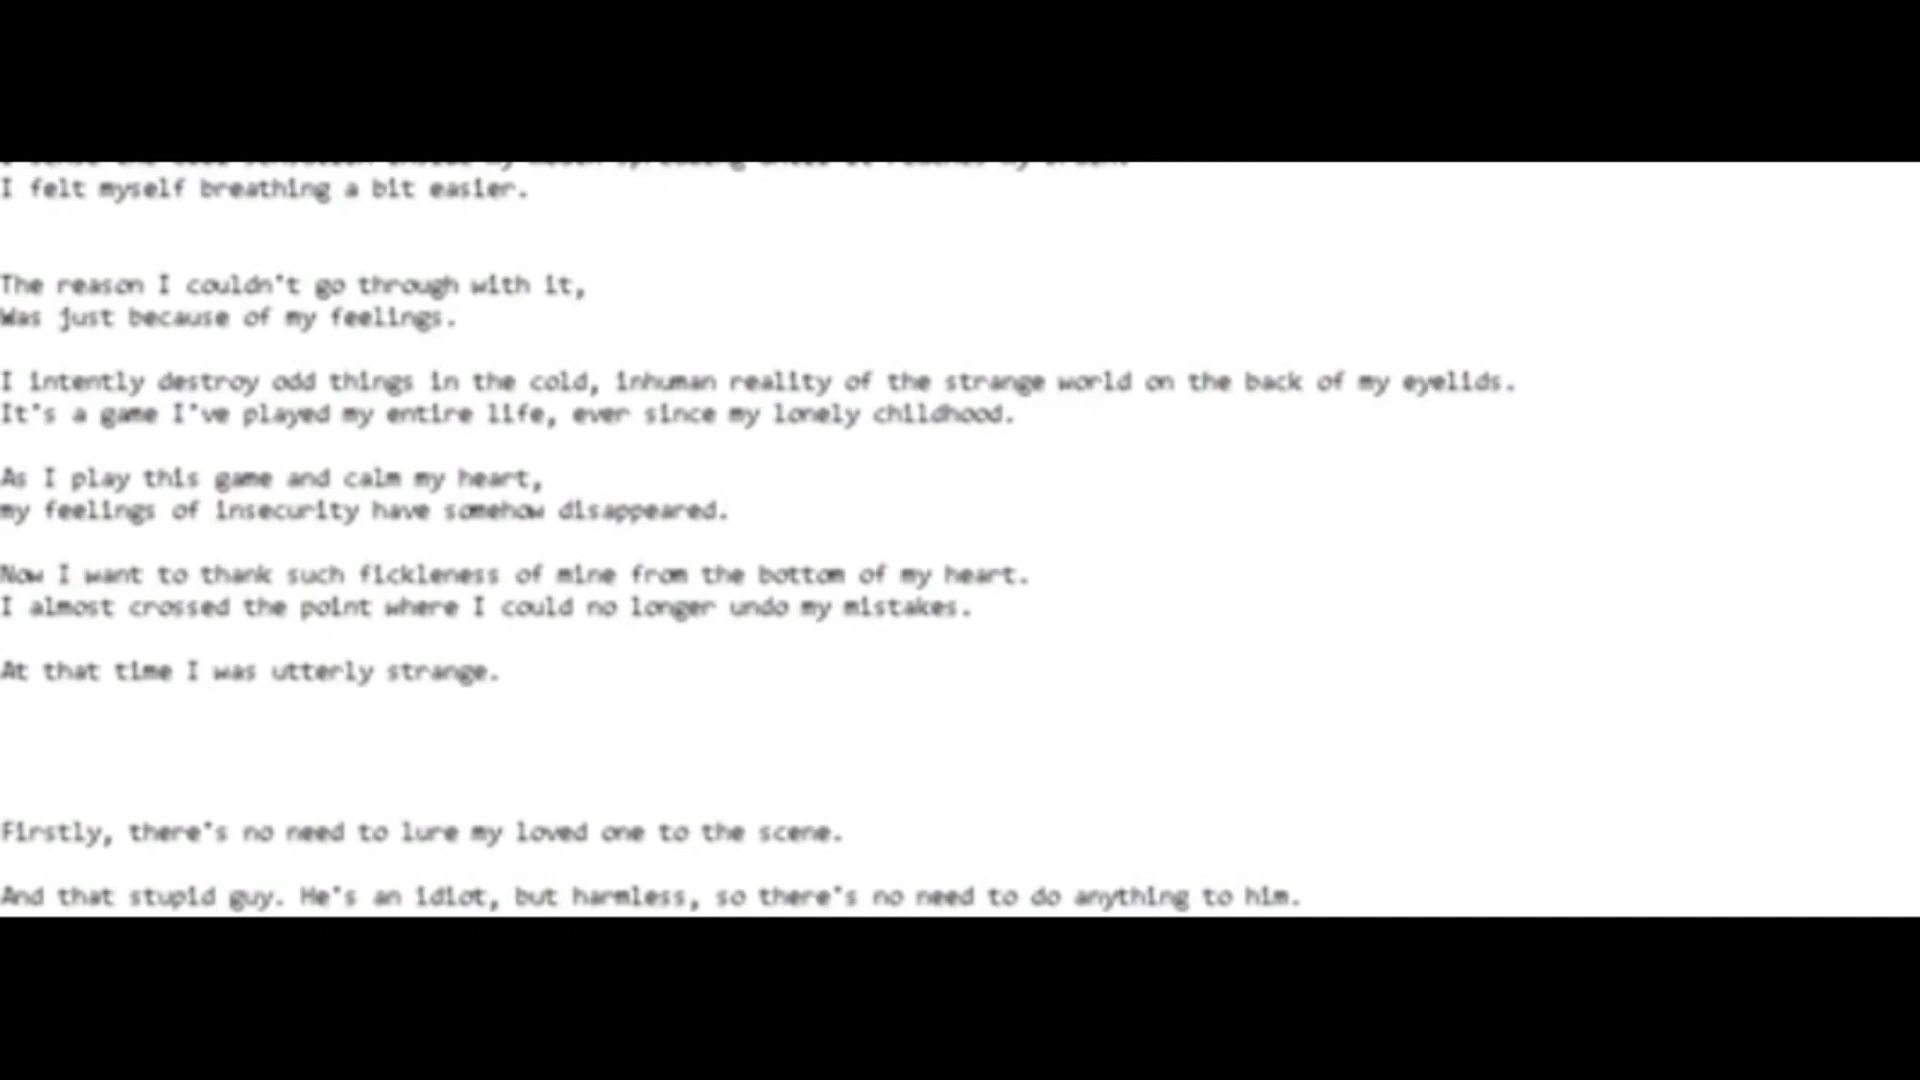 I felt myself breathing a bit easier.
The reason I couldn't go through with it,
Was just because of my feelings.
I intently destroy odd things in the cold, inhuman reality of the strange world on the back of my eyelids.
It's a game I've played my entire life, ever since my lonely childhood.
As I play this game and calm my heart,
my feelings of insecurity have somehow disappeared.
Now I want to thank such fickleness of mine from the bottom of my heart.
I almost crossed the point where I could no longer undo my mistakes.
At that time I was utterly strange.
Firstly, there's no need to lure my loved one to the scene.
And that stupid guy. He's an idiot, but harmless, so there's no need to do anything to him.